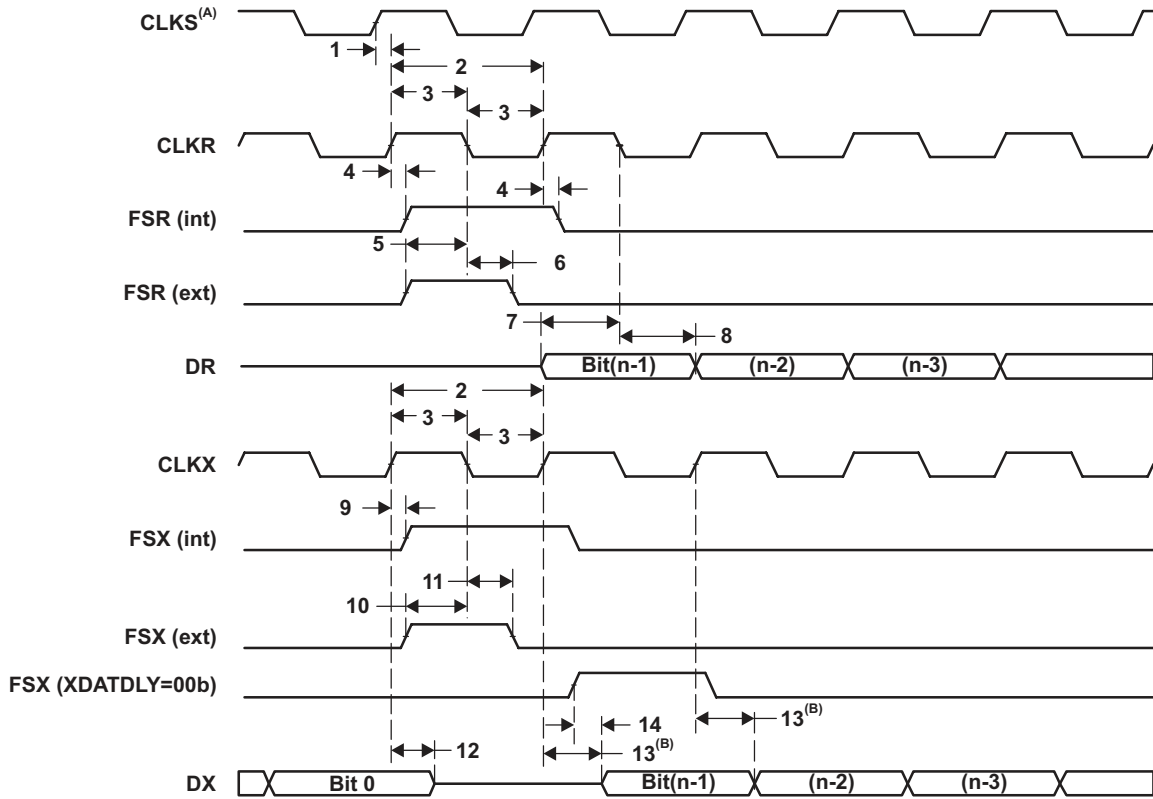 CLKS(A)
1
2
3
3
CLKR
4
4
FSR (int)
5
6
FSR (ext)
7
8
DR
Bit(n-1) (n-2) (n-3)
2
3
3
CLKX
9
FSX (int)
11
10
FSX (ext)
FSX (XDATDLY=00b)
14
13(B)
12
13(B)
DX
Bit 0 Bit(n-1) (n-2) (n-3)